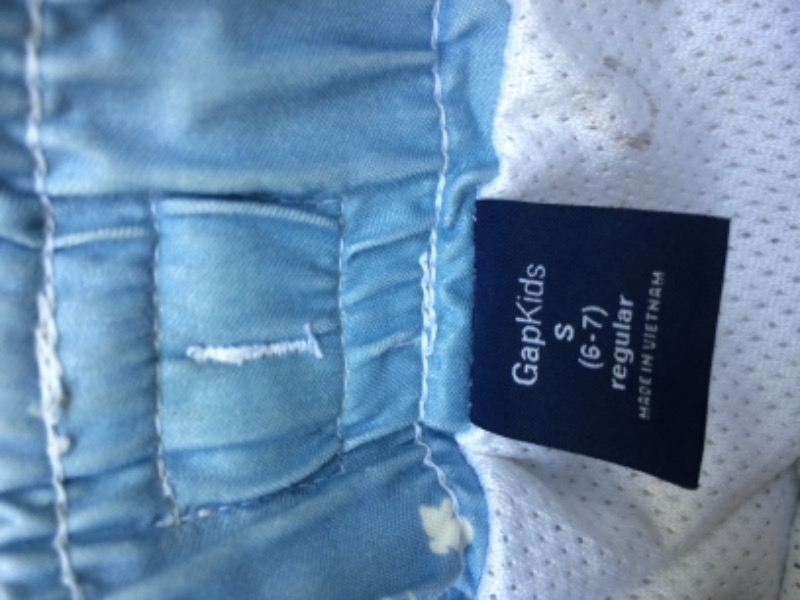 GapKids
S
(6-7)
regular
MADE IN VIETNAM